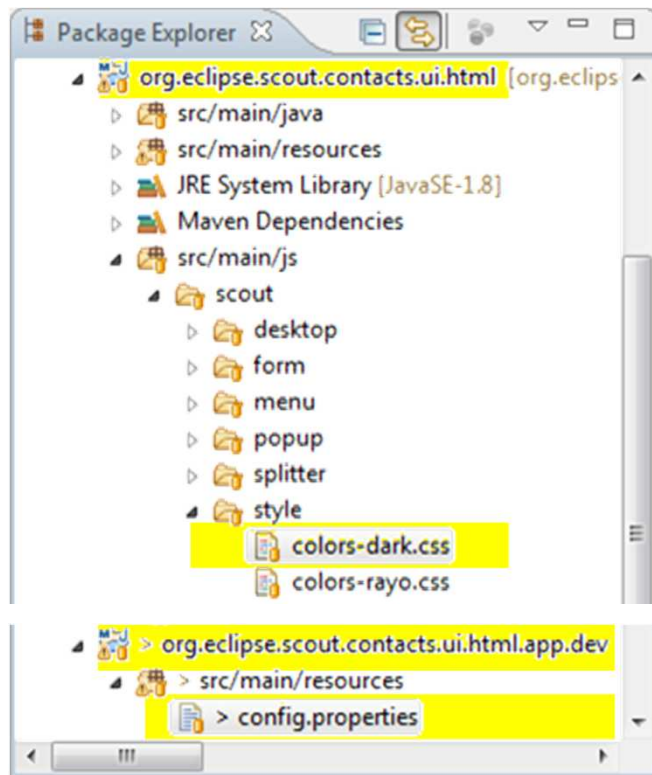 Package Explorer
org.eclipse.scout.contacts.ui.html [org.eclips
src/main/java
src/main/resources
JRE System Library [JavaSE-1.8]
Maven Dependencies
src/main/js
scout
desktop
form
menu
popup
splitter
style
colors-dark.css
colors-rayo.css
> org.eclipse.scout.contacts.ui.html.app.dev
> src/main/resources
> config.properties